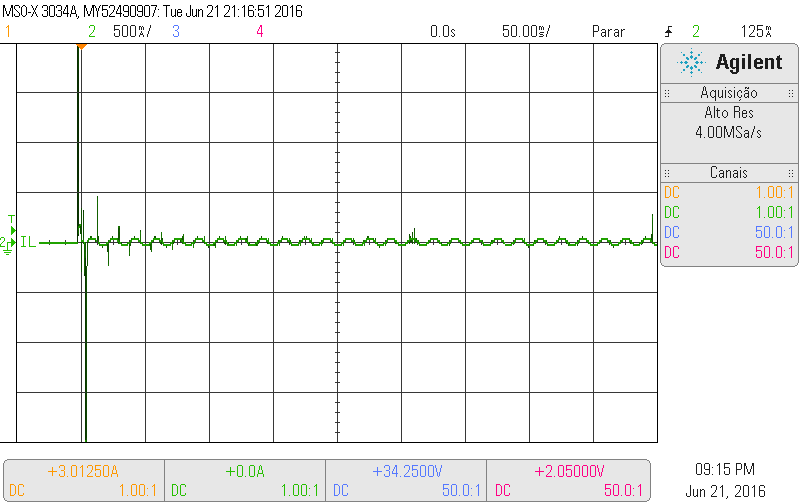 MSO-X 3034A, MY52490907: Tue Jun 21 21:16:51 2016
1 2 500%/ 3 4 0.0s 50.00%/ Parar 2 125%
Agilent
Aquisição
Alto Res
4.00MSa/s
Canais
DC 1.00:1
DC 1.00:1
DC 50.0:1
DC 50.0:1
T
2 IL
+3.01250A +0.0A +34.2500V +2.05000V
DC 1.00:1 DC 1.00:1 DC 50.0:1 DC 50.0:1
09:15 PM
Jun 21, 2016